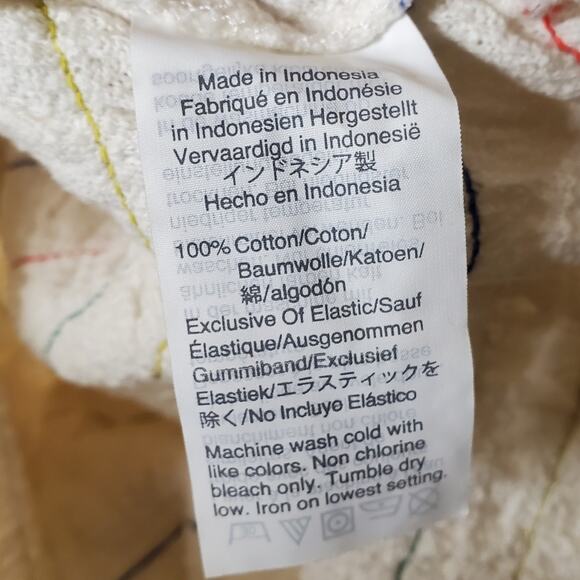 Made in Indonesia
Fabriqué en Indonésie
in Indonesien Hergestellt
Vervaardigd in Indonesië
インドネシア製
Hecho en Indonesia
100% Cotton/Coton/
Baumwolle/Katoen/
綿/algodón
Exclusive Of Elastic/Sauf
Élastique/Ausgenommen
Gummiband/Exclusief
Elastiek/エラスティックを
除く/No Incluye Elástico
Machine wash cold with
like colors. Non chlorine
bleach only. Tumble dry
low. Iron on lowest setting.